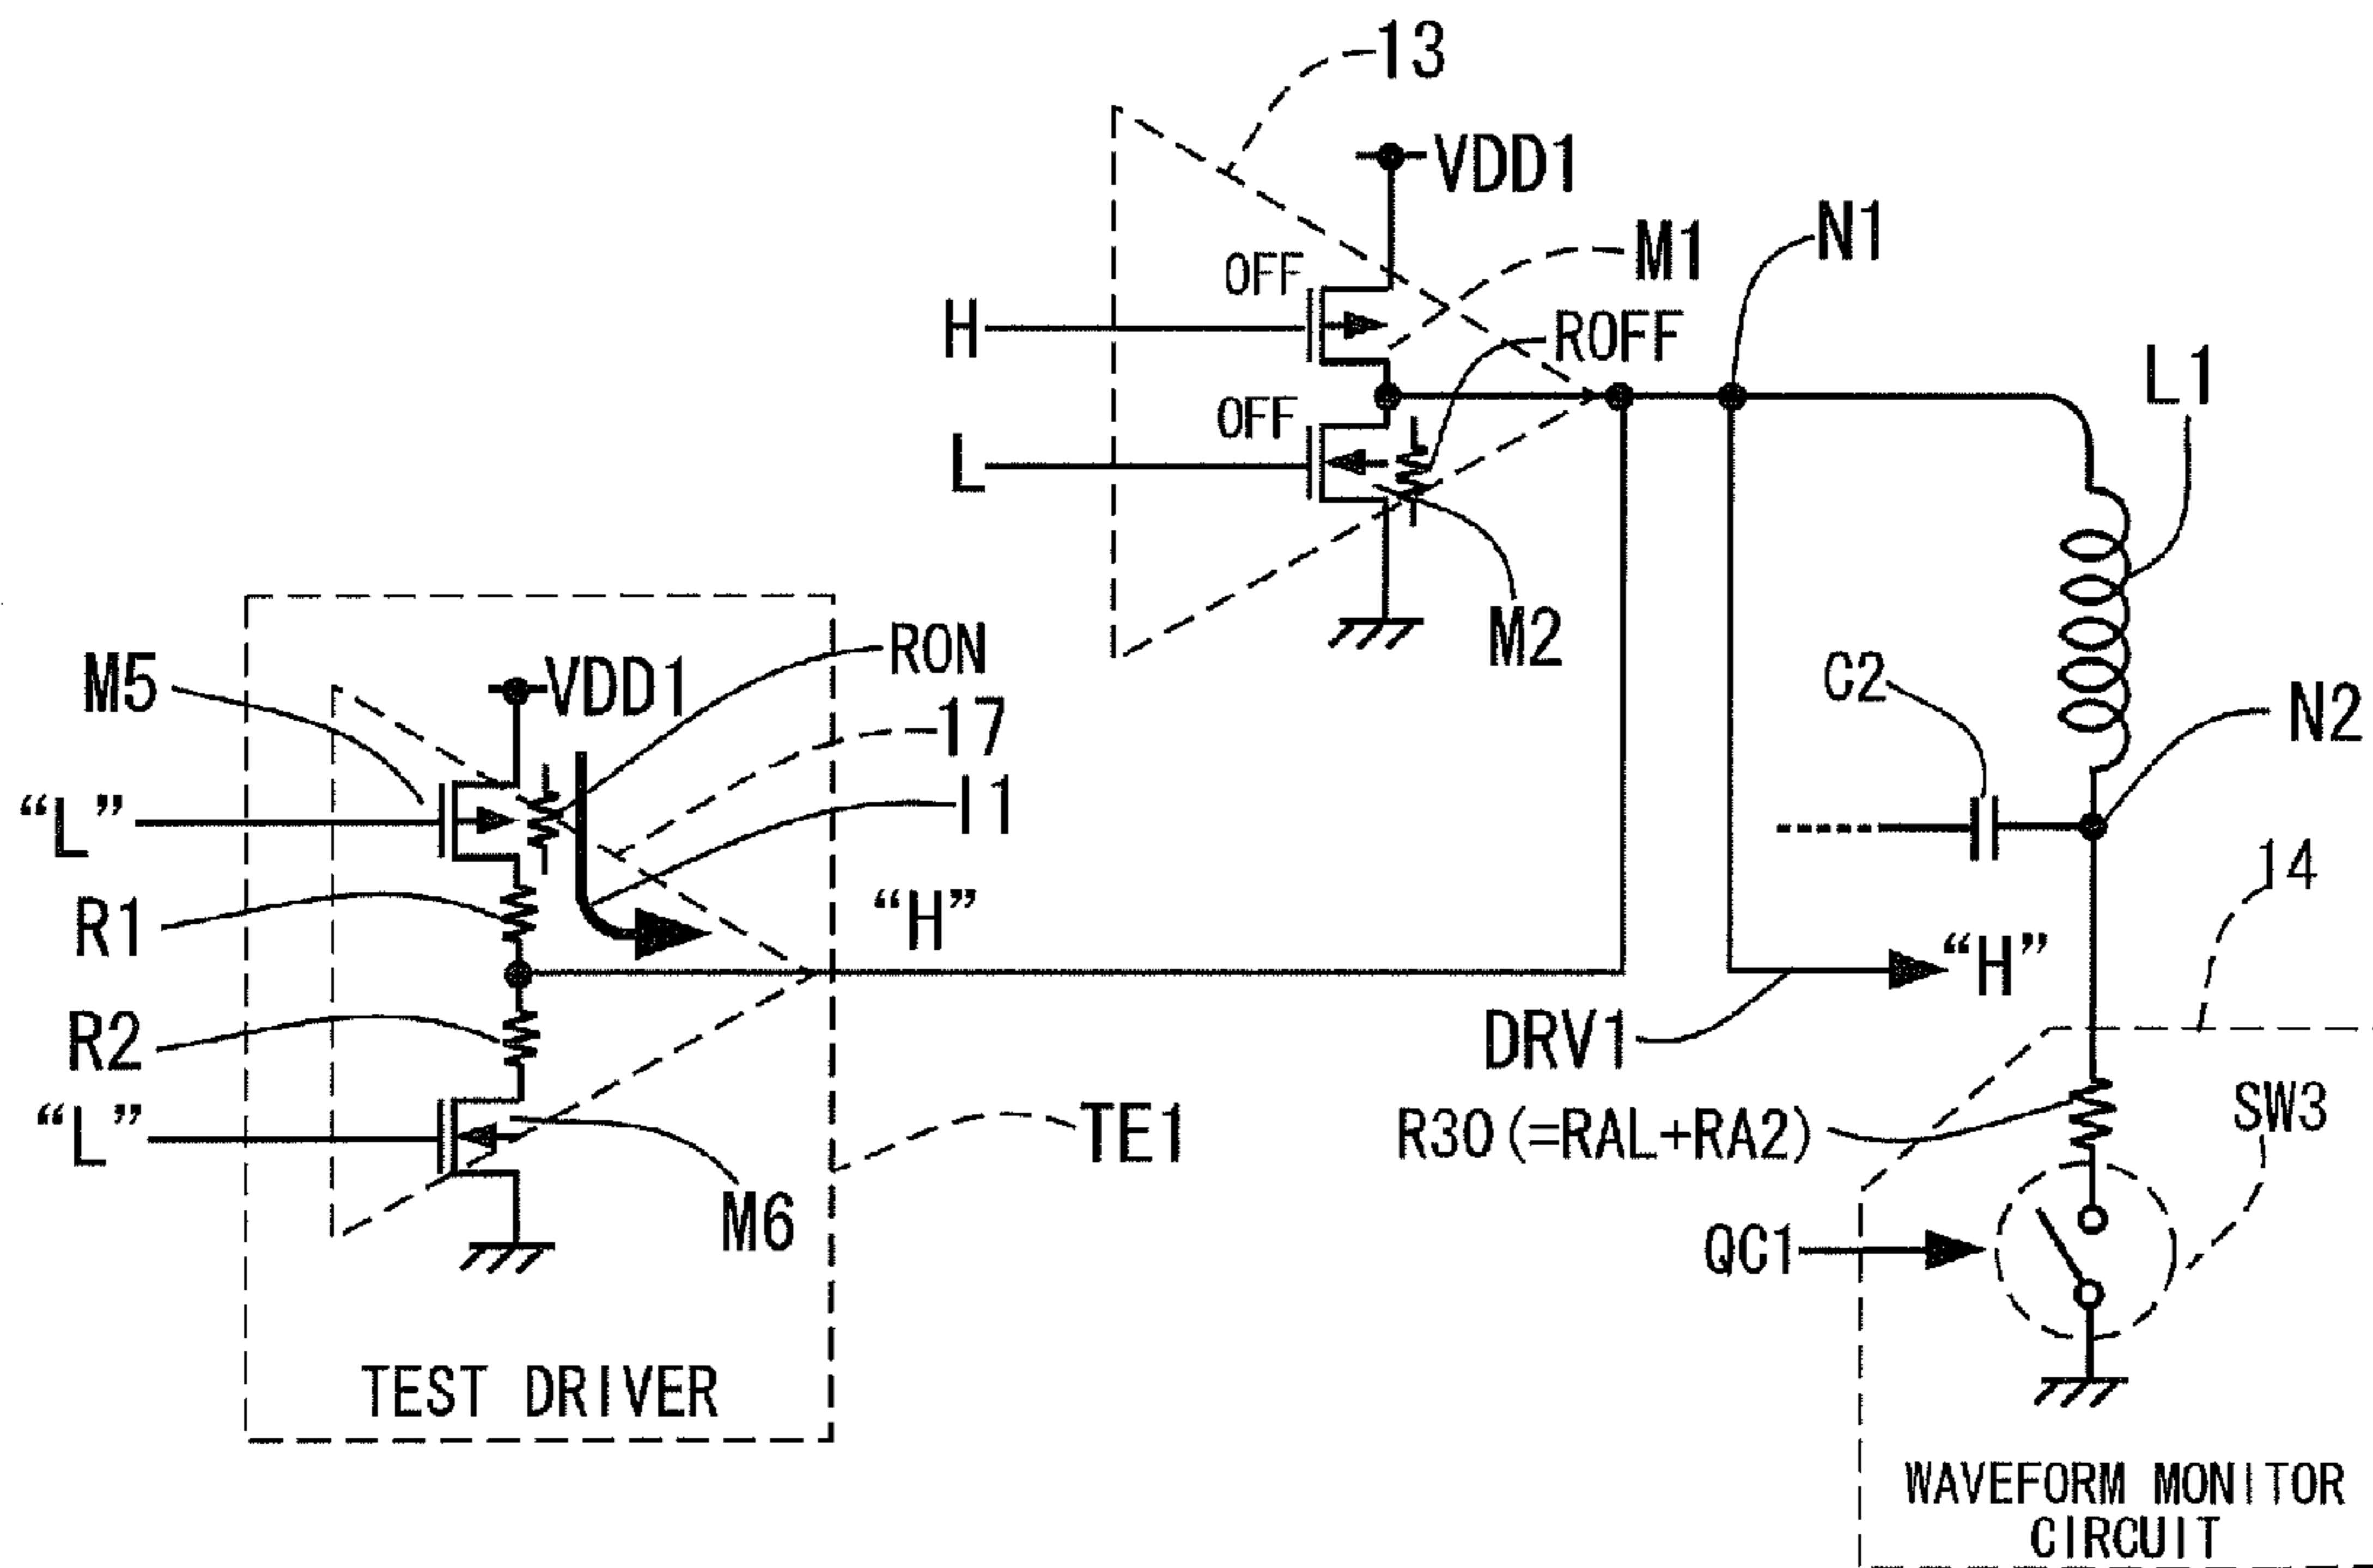 13
VDD1
N1
M1
OFF
H
ROFF
L1
OFF
L
M2
RON
M5
VDD1
C2
N2
17
I1
"L"
14
R1
"H"
"H"
R2
DRV1
SW3
"L"
TE1
R30(=RAL+RA2)
M6
QC1
TEST DRIVER
WAVEFORM MONITOR
CIRCUIT